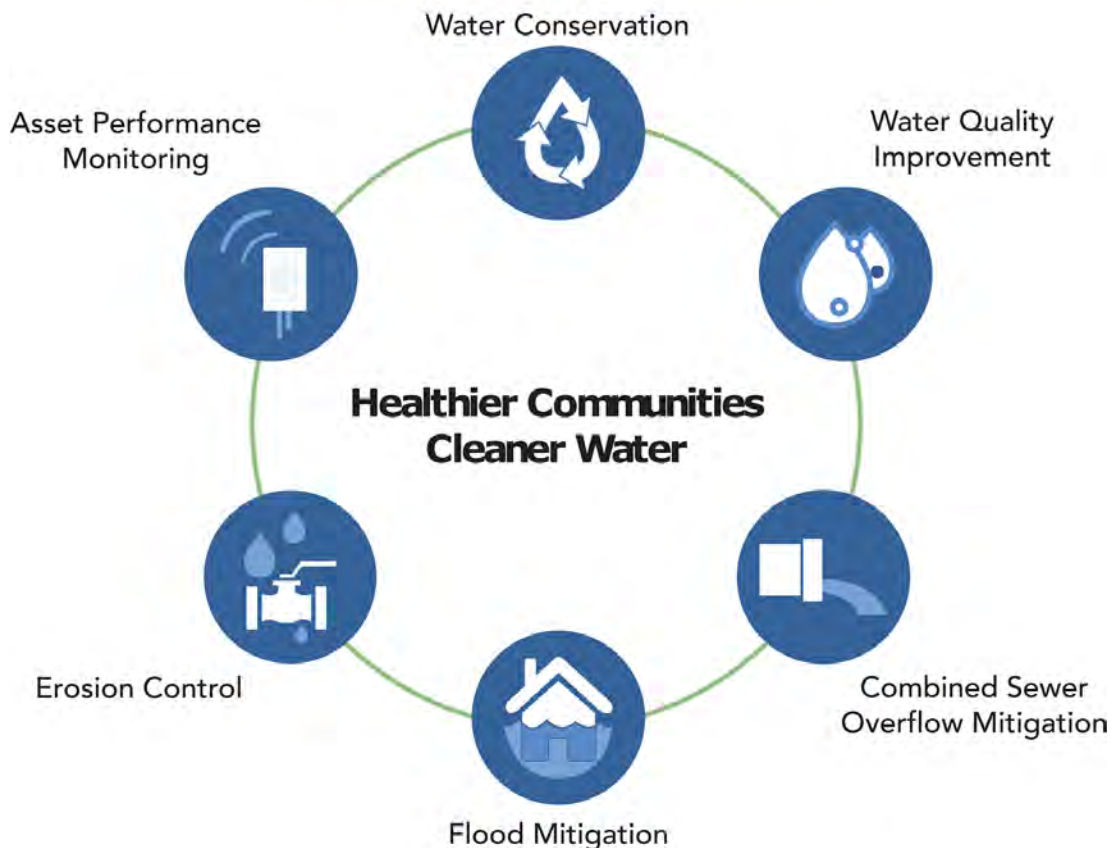 Water Conservation
Water Quality
Improvement
Combined Sewer
Overflow Mitigation
Flood Mitigation
Erosion Control
Asset Performance
Monitoring
Healthier Communities
Cleaner Water